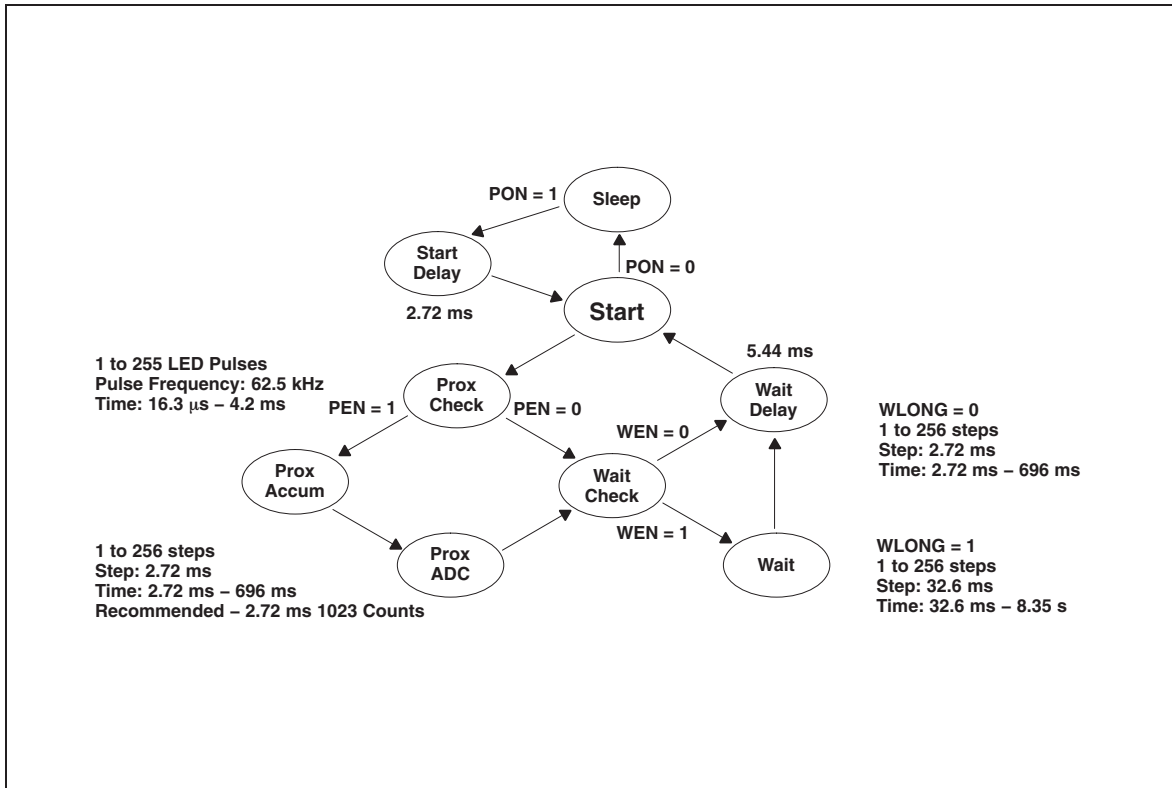 PON = 1
Sleep
Start
Delay
PON = 0
2.72 ms
Start
1 to 255 LED Pulses
Pulse Frequency: 62.5 kHz
Time: 16.3 μs – 4.2 ms
5.44 ms
Prox
Check
Wait
Delay
PEN = 1
PEN = 0
WLONG = 0
1 to 256 steps
Step: 2.72 ms
Time: 2.72 ms – 696 ms
WEN = 0
Prox
Accum
Wait
Check
WEN = 1
1 to 256 steps
Step: 2.72 ms
Time: 2.72 ms – 696 ms
Recommended – 2.72 ms 1023 Counts
Prox
ADC
Wait
WLONG = 1
1 to 256 steps
Step: 32.6 ms
Time: 32.6 ms – 8.35 s